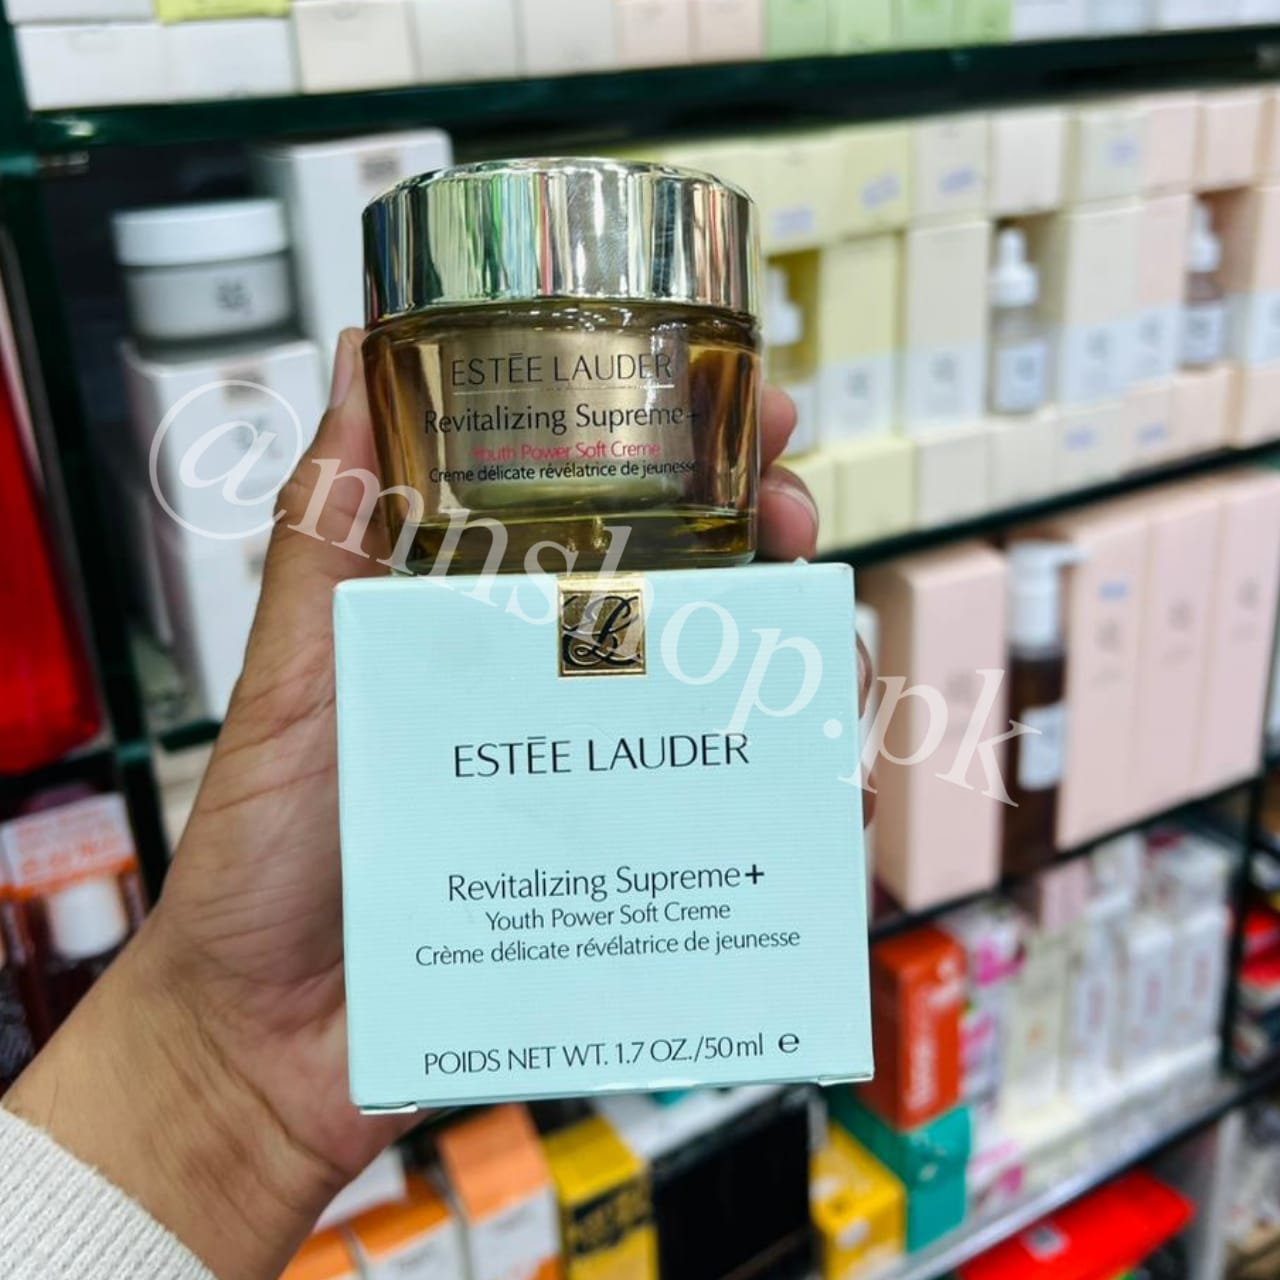 ESTĒE LAUDER
Revitalizing Supreme+
Youth Power Soft Creme
Crème délicate révélatrice de jeunesse
@mnshop.pk
ESTĒE LAUDER
Revitalizing Supreme+
Youth Power Soft Creme
Crème délicate révélatrice de jeunesse
POIDS NET WT. 1.7 OZ./50 ml ℮